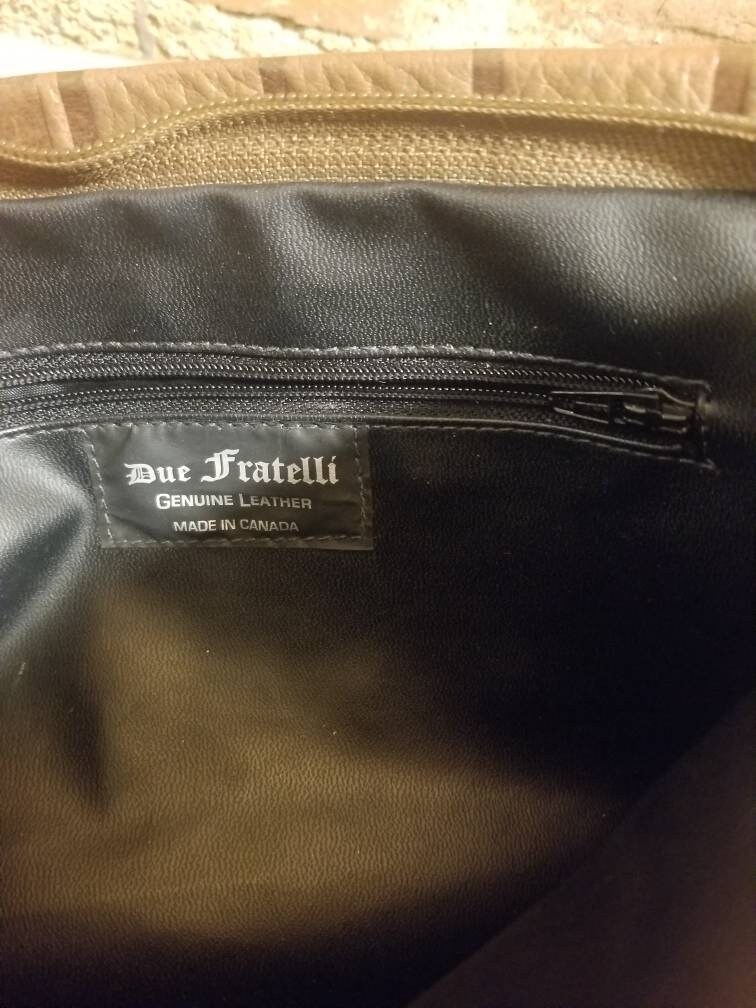 Due Fratelli
GENUINE LEATHER
MADE IN CANADA